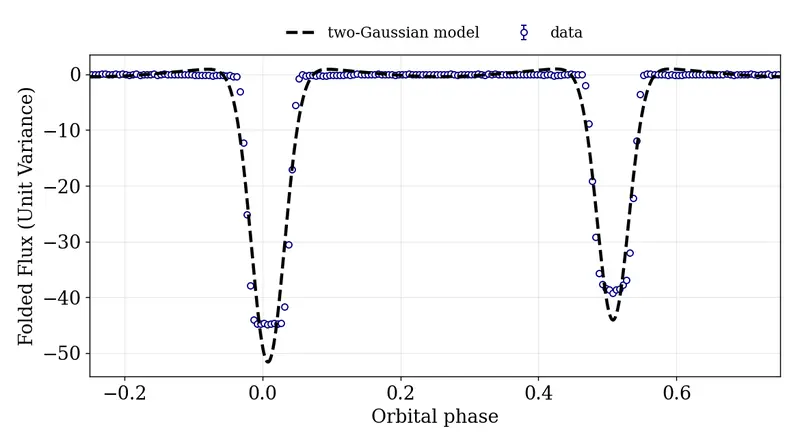 two-Gaussian model data
0
−10
−20
−30
−40
−50
Folded Flux (Unit Variance)
−0.2 0.0 0.2 0.4 0.6
Orbital phase